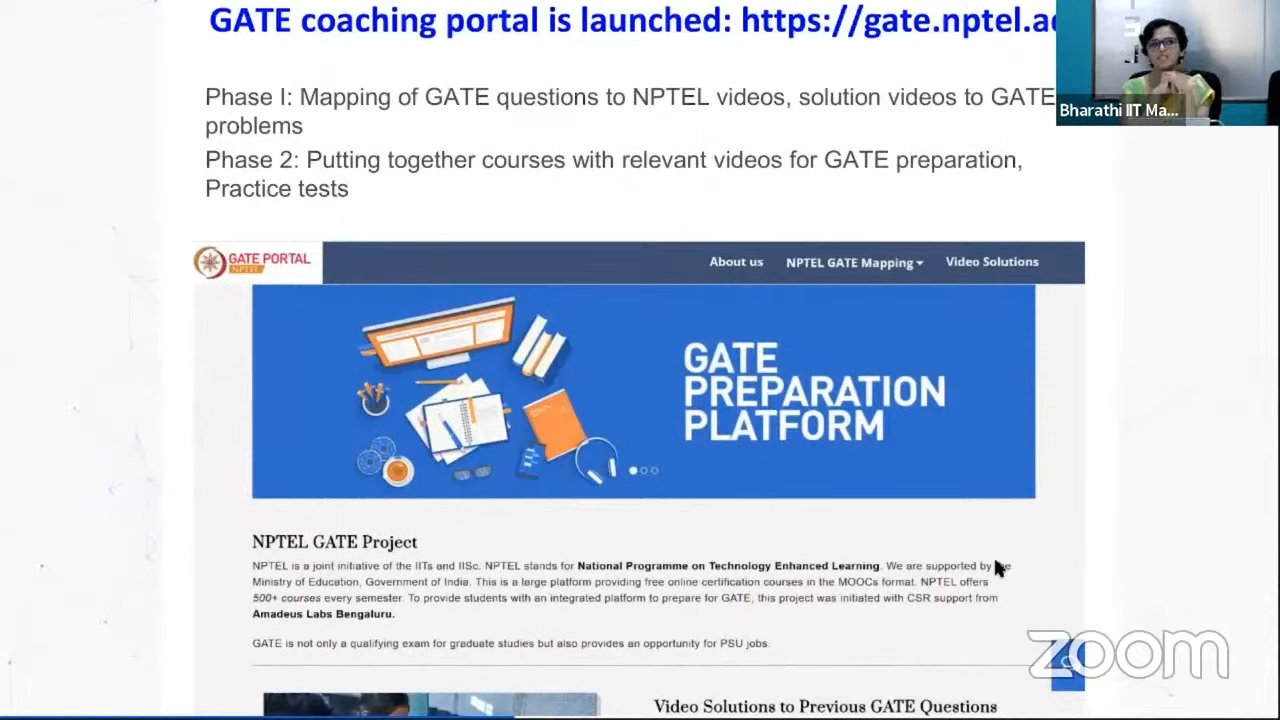 GATE coaching portal is launched: https://gate.nptel.ac
Bharathi IIT Ma...
Phase I: Mapping of GATE questions to NPTEL videos, solution videos to GATE
problems
Phase 2: Putting together courses with relevant videos for GATE preparation,
Practice tests
GATE PORTAL
NPTEL
About us NPTEL GATE Mapping Video Solutions
GATE
PREPARATION
PLATFORM
NPTEL GATE Project
NPTEL is a joint initiative of the IITs and IISc. NPTEL stands for National Programme on Technology Enhanced Learning. We are supported by the
Ministry of Education, Government of India. This is a large platform providing free online certification courses in the MOOCs format. NPTEL offers
500+ courses every semester. To provide students with an integrated platform to prepare for GATE, this project was initiated with CSR support from
Amadeus Labs Bengaluru.
GATE is not only a qualifying exam for graduate studies but also provides an opportunity for PSU jobs.
zoom
Video Solutions to Previous GATE Questions